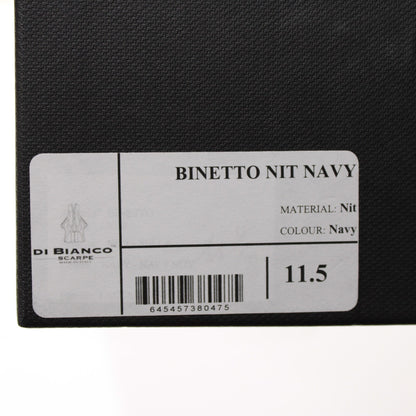 BINETTO NIT NAVY
MATERIAL: Nit
COLOUR: Navy
DI BIANCO
SCARPE
11.5
645457380475